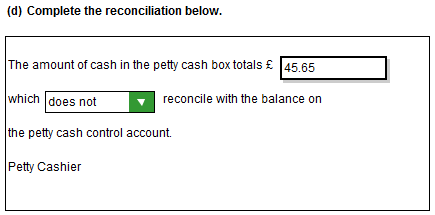 (d) Complete the reconciliation below.
The amount of cash in the petty cash box totals £ 45.65
which does not reconcile with the balance on
the petty cash control account.
Petty Cashier